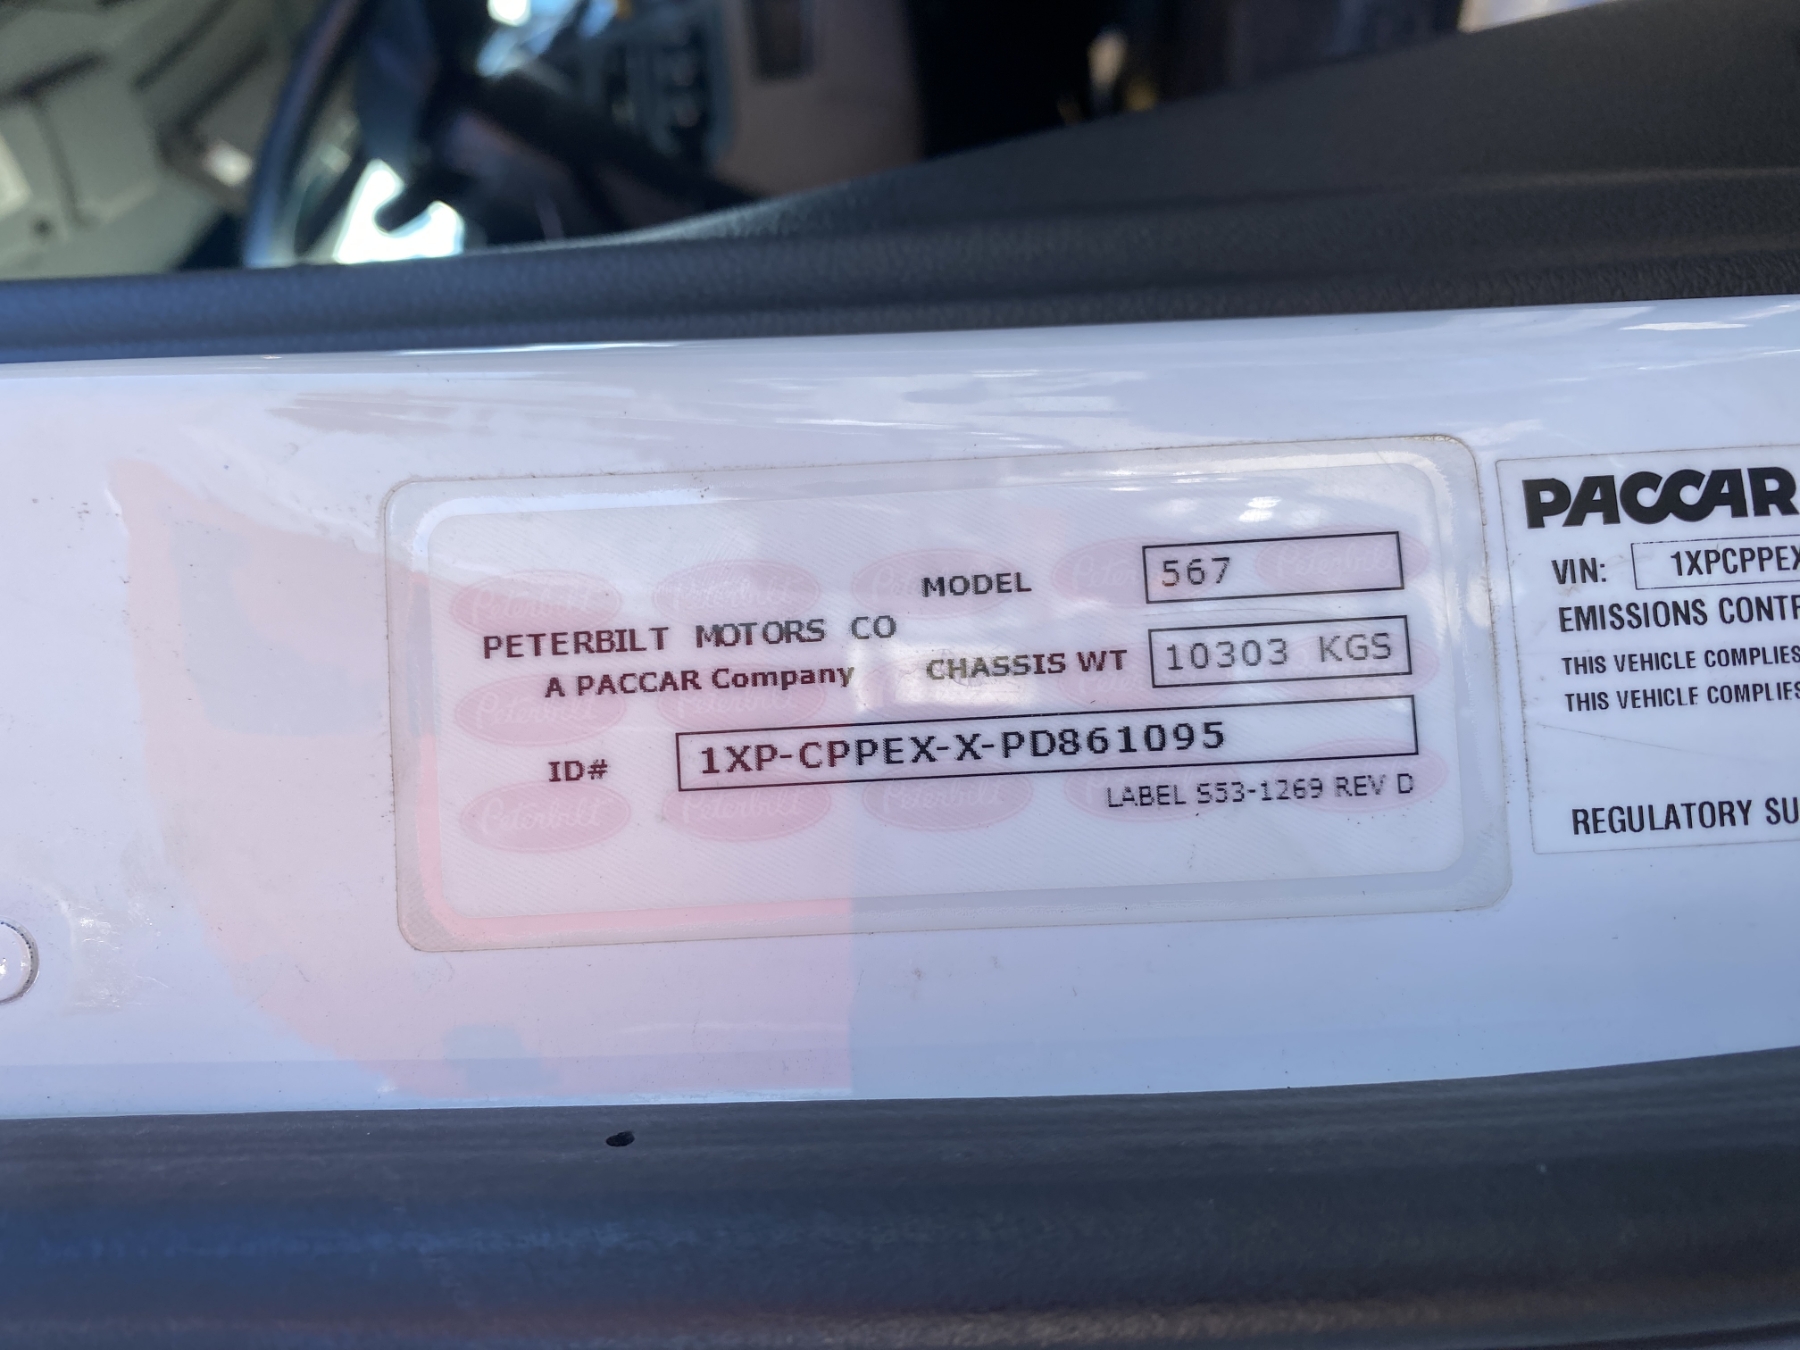 MODEL 567
PETERBILT MOTORS CO
A PACCAR Company
CHASSIS WT 10303 KGS
ID# 1XP-CPPEX-X-PD861095
LABEL S53-1269 REV D
PACCAR
VIN: 1XPCPPEX
EMISSIONS CONTR
THIS VEHICLE COMPLIES
THIS VEHICLE COMPLIES
REGULATORY SU